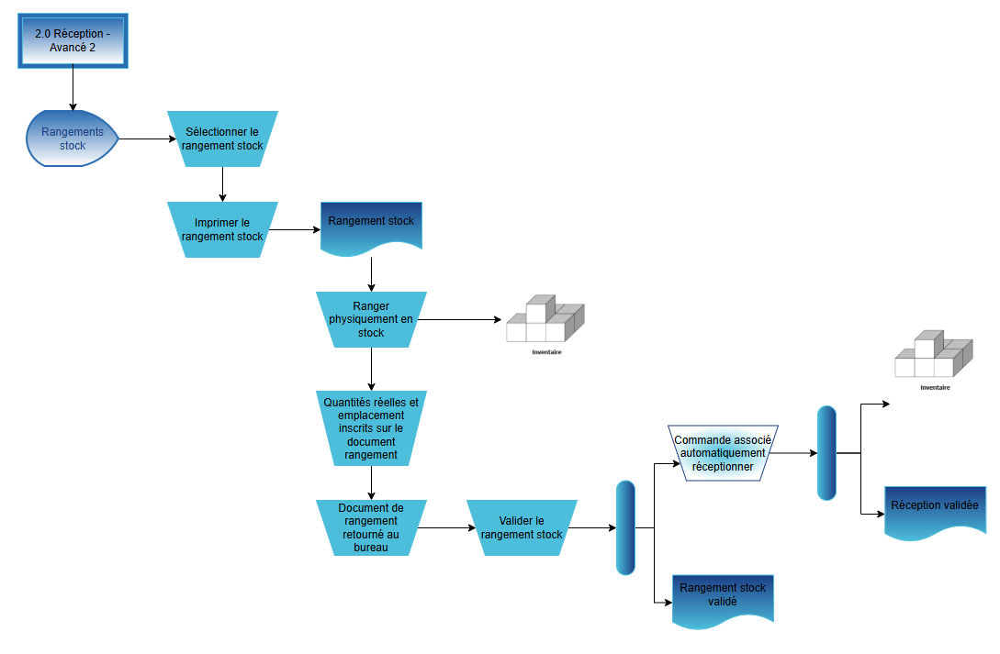 2.0 Réception -
Avancé 2
Rangements
stock
Sélectionner le
rangement stock
Imprimer le
rangement stock
Rangement stock
Ranger
physiquement en
stock
Inventaire
Quantités réelles et
emplacement
inscrits sur le
document
rangement
Document de
rangement
retourné au
bureau
Valider le
rangement stock
Commande associé
automatiquement
réceptionner
Rangement stock
validé
Inventaire
Réception validée